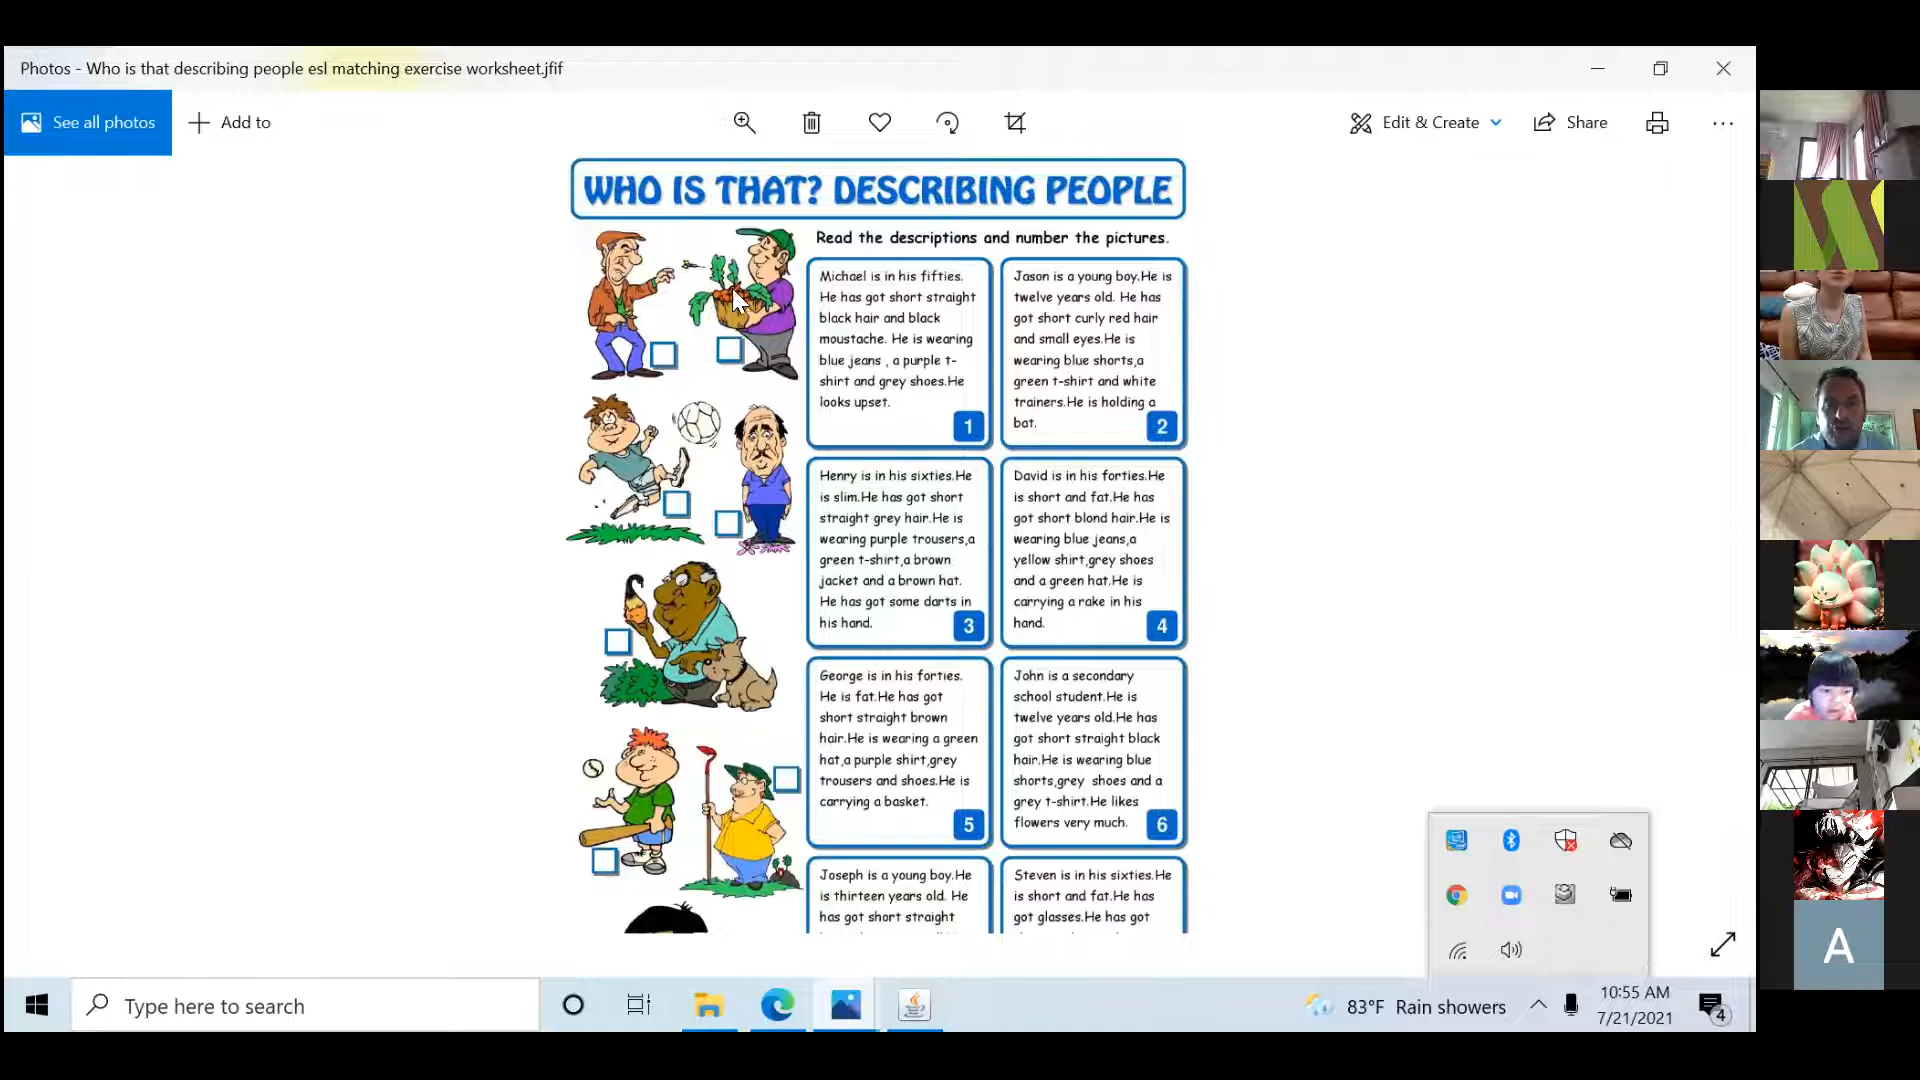 Photos - Who is that describing people esl matching exercise worksheet.jfif
See all photos
Add to
Edit & Create
Share
WHO IS THAT? DESCRIBING PEOPLE
Read the descriptions and number the pictures.
Michael is in his fifties.
He has got short straight
black hair and black
moustache. He is wearing
blue jeans , a purple t-
shirt and grey shoes.He
looks upset.
1
Jason is a young boy.He is
twelve years old. He has
got short curly red hair
and small eyes.He is
wearing blue shorts,a
green t-shirt and white
trainers.He is holding a
bat.
2
Henry is in his sixties.He
is slim.He has got short
straight grey hair.He is
wearing purple trousers,a
green t-shirt,a brown
jacket and a brown hat.
He has got some darts in
his hand.
3
David is in his forties.He
is short and fat.He has
got short blond hair.He is
wearing blue jeans,a
yellow shirt,grey shoes
and a green hat.He is
carrying a rake in his
hand.
4
George is in his forties.
He is fat.He has got
short straight brown
hair.He is wearing a green
hat,a purple shirt,grey
trousers and shoes.He is
carrying a basket.
5
John is a secondary
school student.He is
twelve years old.He has
got short straight black
hair.He is wearing blue
shorts,grey shoes and a
grey t-shirt.He likes
flowers very much.
6
Joseph is a young boy.He
is thirteen years old. He
has got short straight
Steven is in his sixties.He
is short and fat.He has
got glasses.He has got
A
Type here to search
83°F Rain showers
10:55 AM
7/21/2021
4